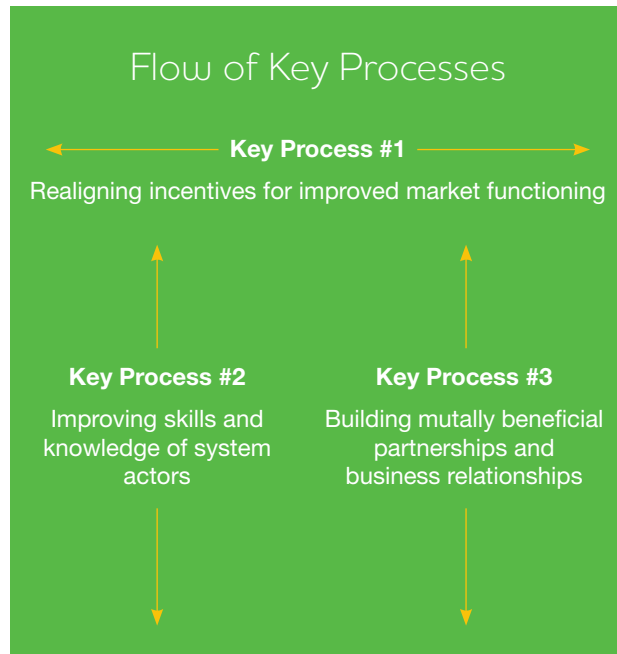 Flow of Key Processes
Key Process #1
Realigning incentives for improved market functioning
Key Process #2
Improving skills and
knowledge of system
actors
Key Process #3
Building mutally beneficial
partnerships and
business relationships